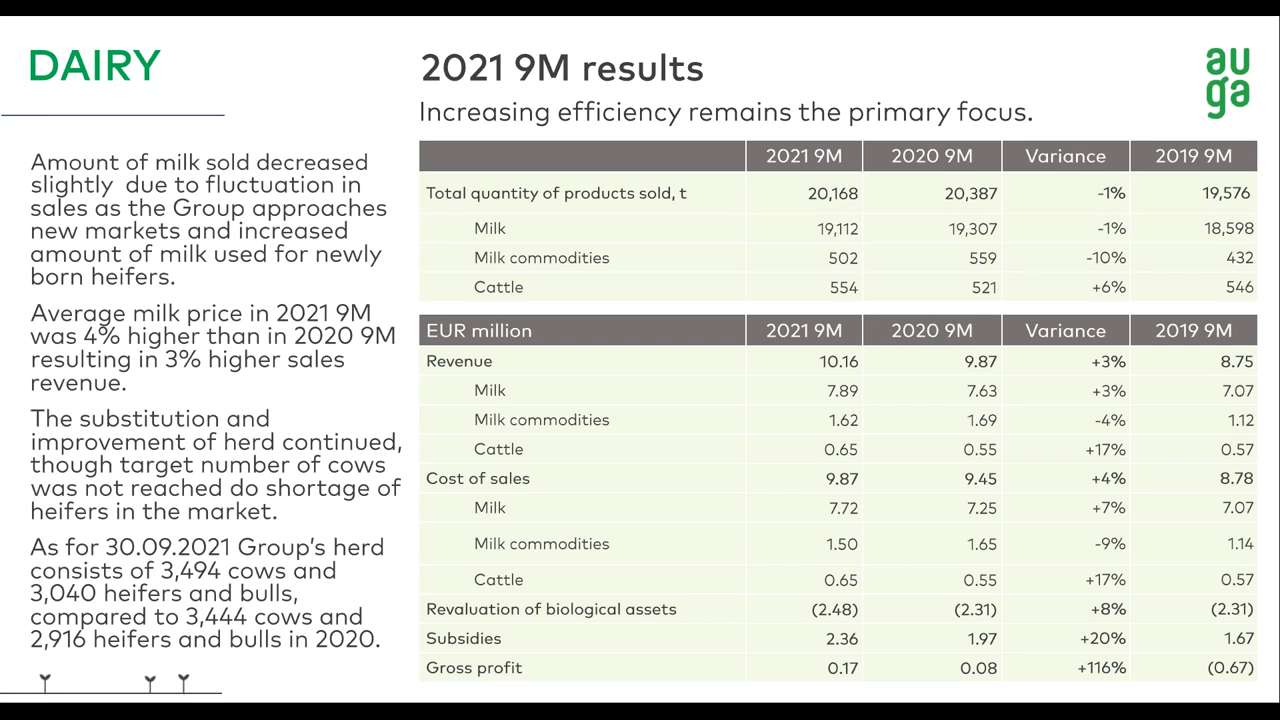 DAIRY
Amount of milk sold decreased
slightly due to fluctuation in
sales as the Group approaches
new markets and increased
amount of milk used for newly
born heifers.
Average milk price in 2021 9M
was 4% higher than in 2020 9M
resulting in 3% higher sales
revenue.
The substitution and
improvement of herd continued,
though target number of cows
was not reached do shortage of
heifers in the market.
As for 30.09.2021 Group's herd
consists of 3,494 cows and
3,040 heifers and bulls,
compared to 3,444 cows and
2,916 heifers and bulls in 2020.
2021 9M results
Increasing efficiency remains the primary focus.
au
ga
2021 9M 2020 9M Variance 2019 9M
Total quantity of products sold, t 20,168 20,387 -1% 19,576
Milk 19,112 19,307 -1% 18,598
Milk commodities 502 559 -10% 432
Cattle 554 521 +6% 546
EUR million 2021 9M 2020 9M Variance 2019 9M
Revenue 10.16 9.87 +3% 8.75
Milk 7.89 7.63 +3% 7.07
Milk commodities 1.62 1.69 -4% 1.12
Cattle 0.65 0.55 +17% 0.57
Cost of sales 9.87 9.45 +4% 8.78
Milk 7.72 7.25 +7% 7.07
Milk commodities 1.50 1.65 -9% 1.14
Cattle 0.65 0.55 +17% 0.57
Revaluation of biological assets (2.48) (2.31) +8% (2.31)
Subsidies 2.36 1.97 +20% 1.67
Gross profit 0.17 0.08 +116% (0.67)